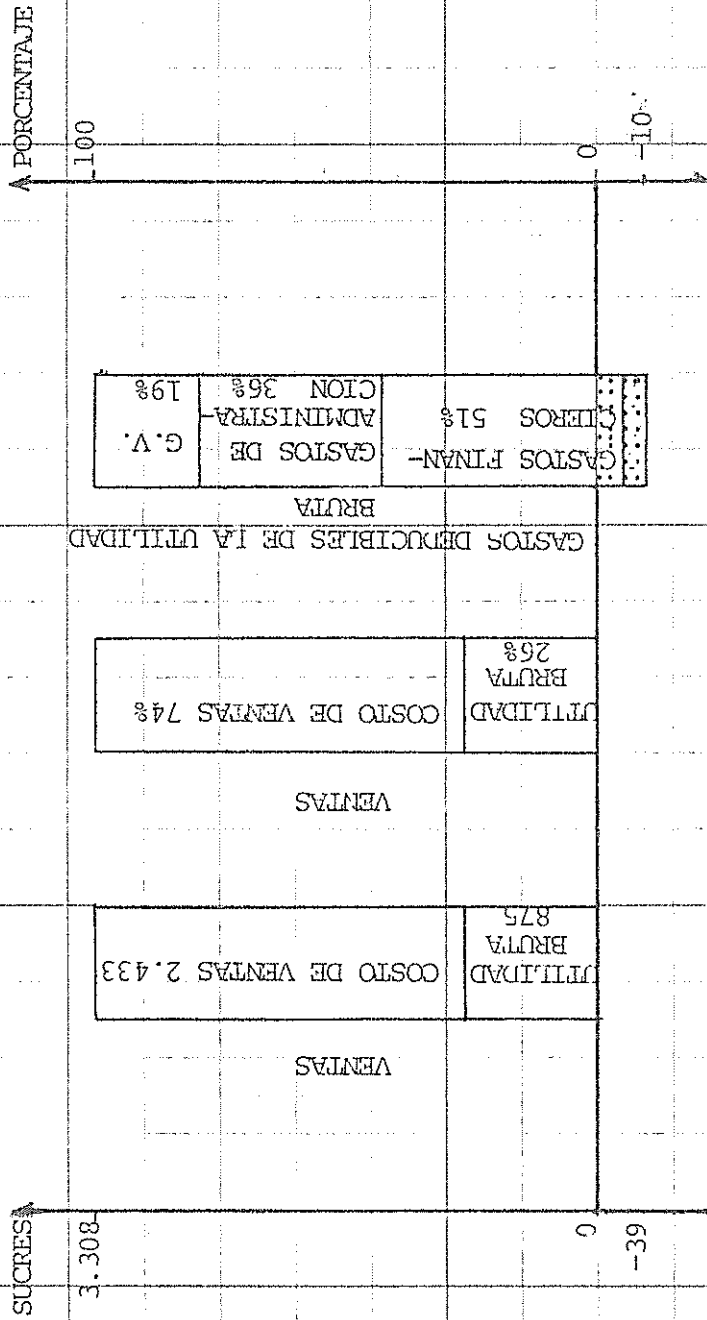 SUCRES
3.308
0
-39
VENTAS
COSTO DE VENTAS 2.433
UTILIDAD
BRUTA
875
VENTAS
COSTO DE VENTAS 74%
UTILIDAD
BRUTA
26%
GASTOS DEDUCIBLES DE LA UTILIDAD
BRUTA
G.V.
19%
GASTOS DE
ADMINISTRA-
CION 36%
GASTOS FINAN-
CIEROS 51%
PORCENTAJE
100
0
-10